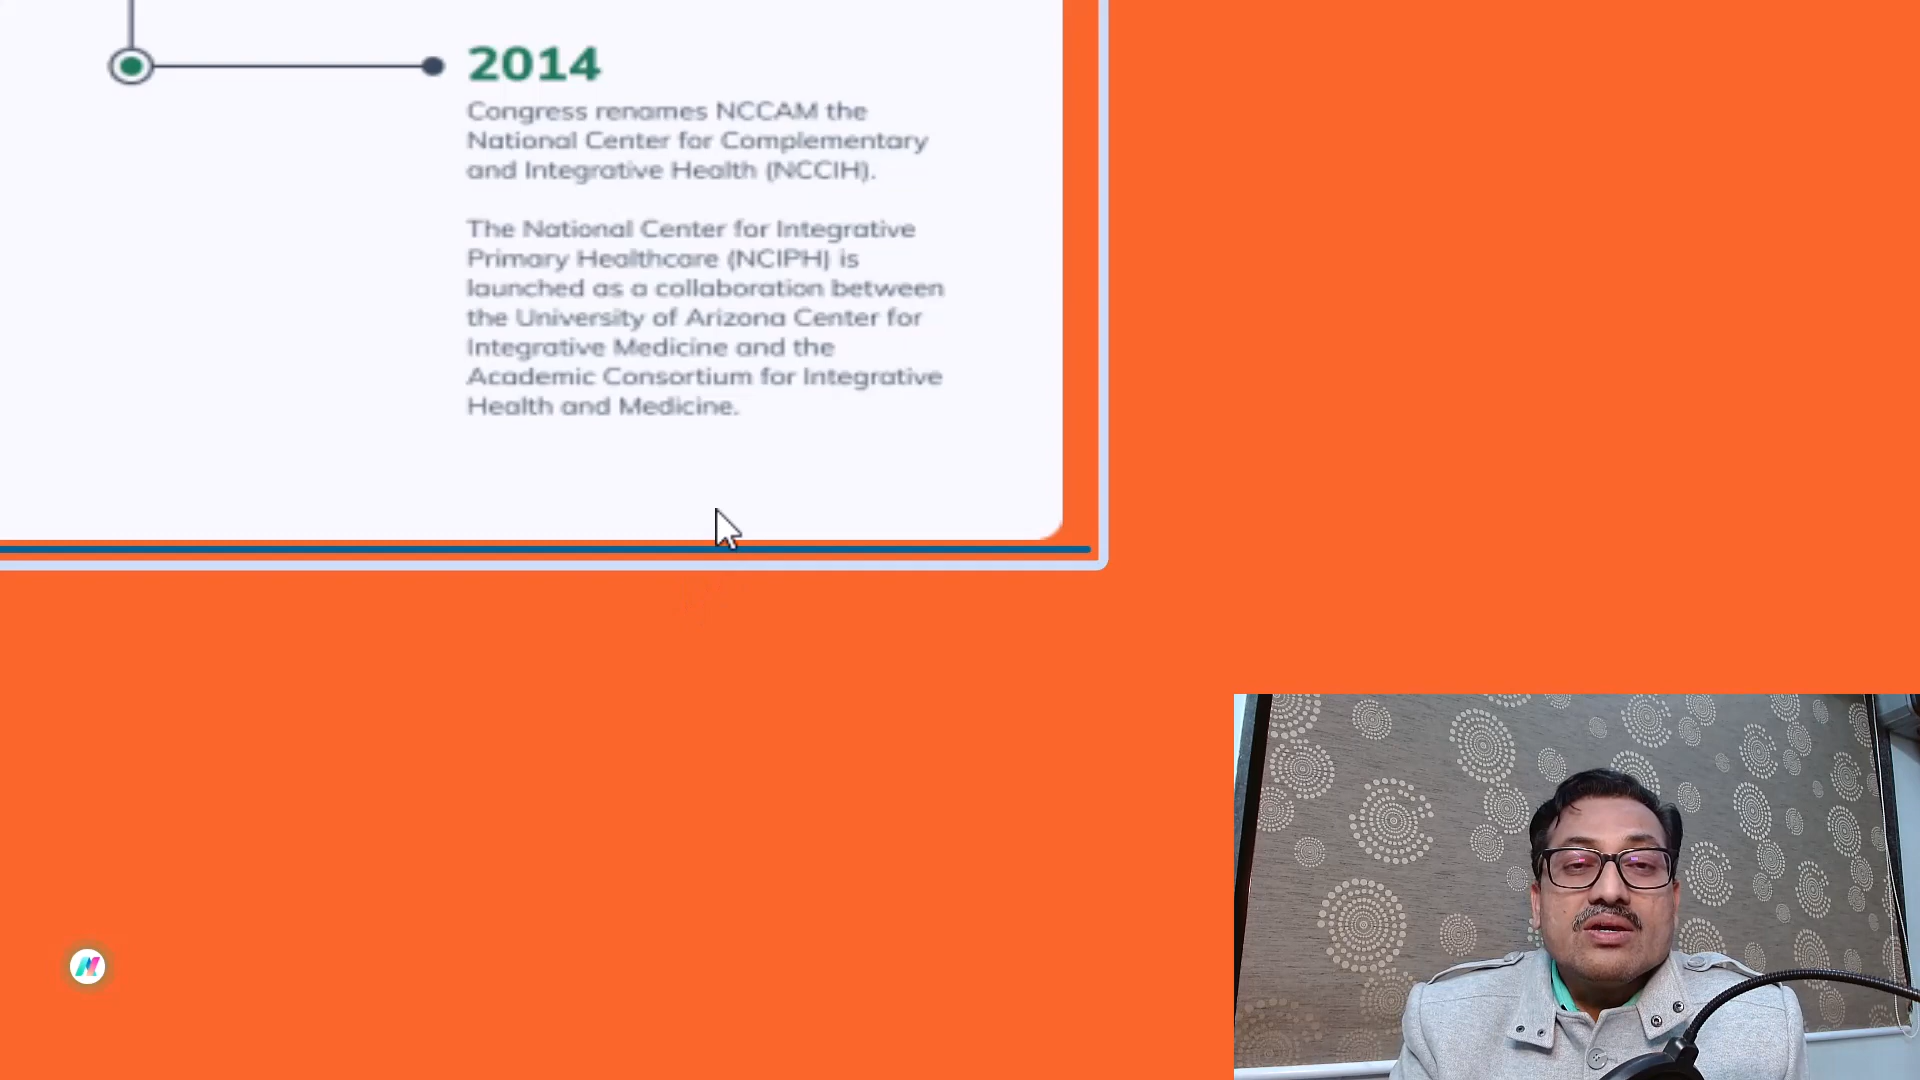 2014
Congress renames NCCAM the
National Center for Complementary
and Integrative Health (NCCIH).
The National Center for Integrative
Primary Healthcare (NCIPH) is
launched as a collaboration between
the University of Arizona Center for
Integrative Medicine and the
Academic Consortium for Integrative
Health and Medicine.